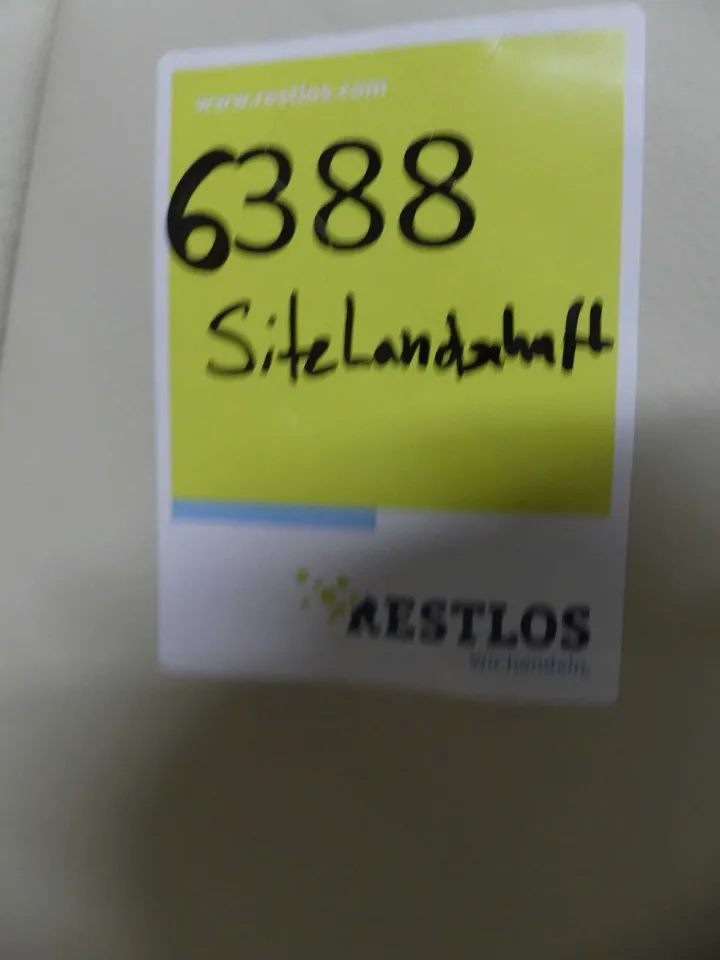 www.restlos.com
6388
SiteLandschaft
RESTLOS
Wir handeln.